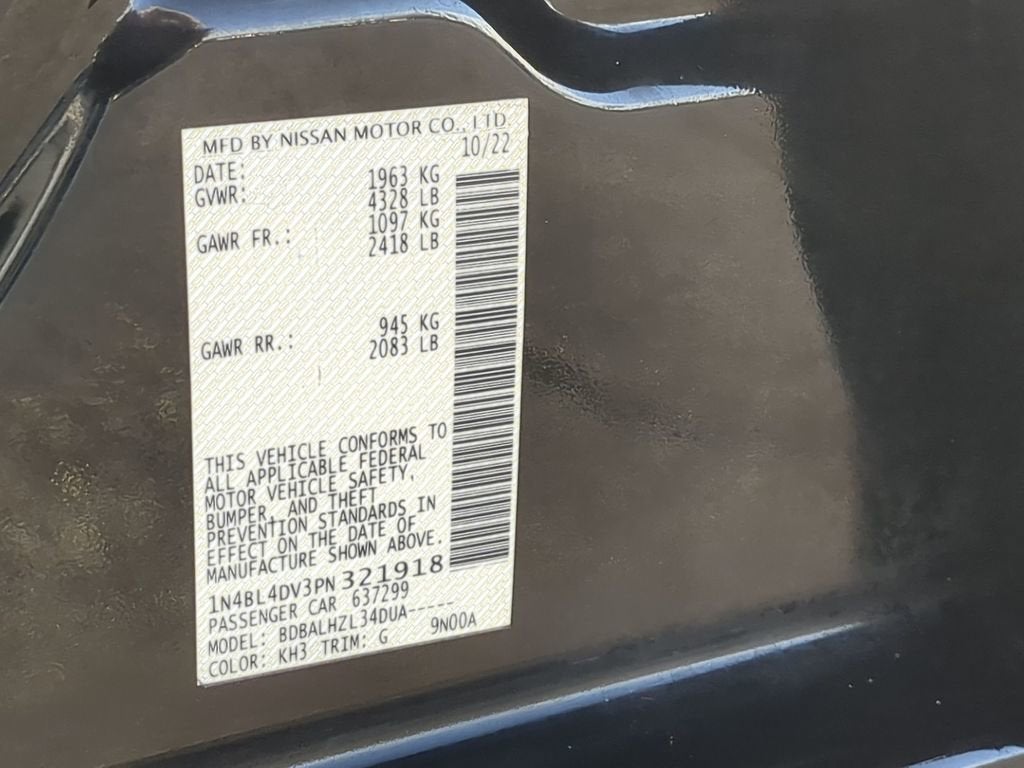 MFD BY NISSAN MOTOR CO., LTD.
DATE: 10/22
GVWR: 1963 KG
4328 LB
1097 KG
GAWR FR.: 2418 LB
945 KG
GAWR RR.: 2083 LB
THIS VEHICLE CONFORMS TO
ALL APPLICABLE FEDERAL
MOTOR VEHICLE SAFETY,
BUMPER, AND THEFT
PREVENTION STANDARDS IN
EFFECT ON THE DATE OF
MANUFACTURE SHOWN ABOVE.
1N4BL4DV3PN321918
PASSENGER CAR 637299
MODEL: BDBALHZL34DUA-----
COLOR: KH3 TRIM: G 9N00A